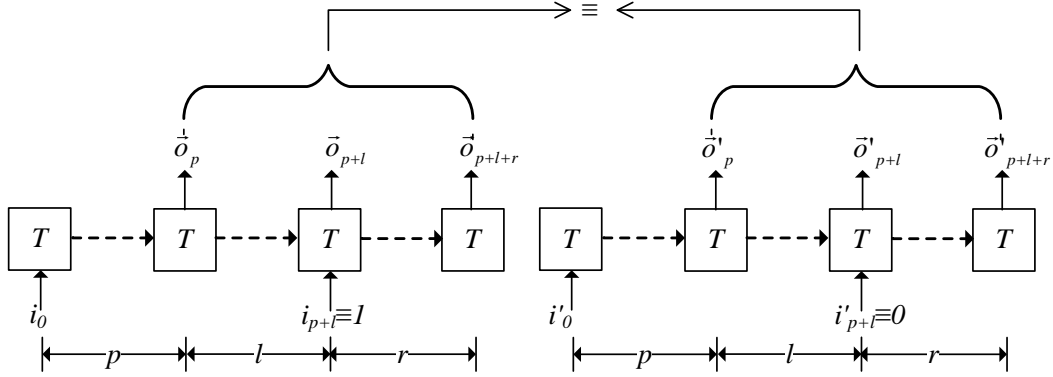 ≡
o⃗_p o⃗_{p+l} o⃗_{p+l+r} o⃗'_p o⃗'_{p+l} o⃗'_{p+l+r}
T T T T T T T T
i_0 i_{p+l}≡1 i'_0 i'_{p+l}≡0
p l r p l r